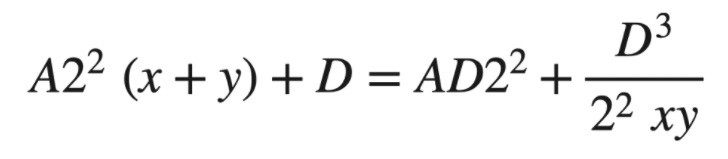 A2² (x + y) + D = AD2² + D³ / 2² xy